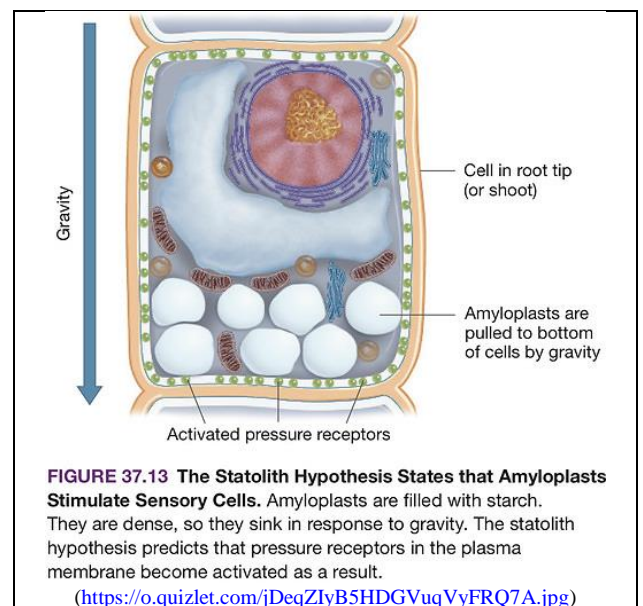 Gravity
Cell in root tip
(or shoot)
Amyloplasts are
pulled to bottom
of cells by gravity
Activated pressure receptors
FIGURE 37.13 The Statolith Hypothesis States that Amyloplasts
Stimulate Sensory Cells. Amyloplasts are filled with starch.
They are dense, so they sink in response to gravity. The statolith
hypothesis predicts that pressure receptors in the plasma
membrane become activated as a result.
(https://o.quizlet.com/jDeqZIyB5HDGVuqVyFRQ7A.jpg)